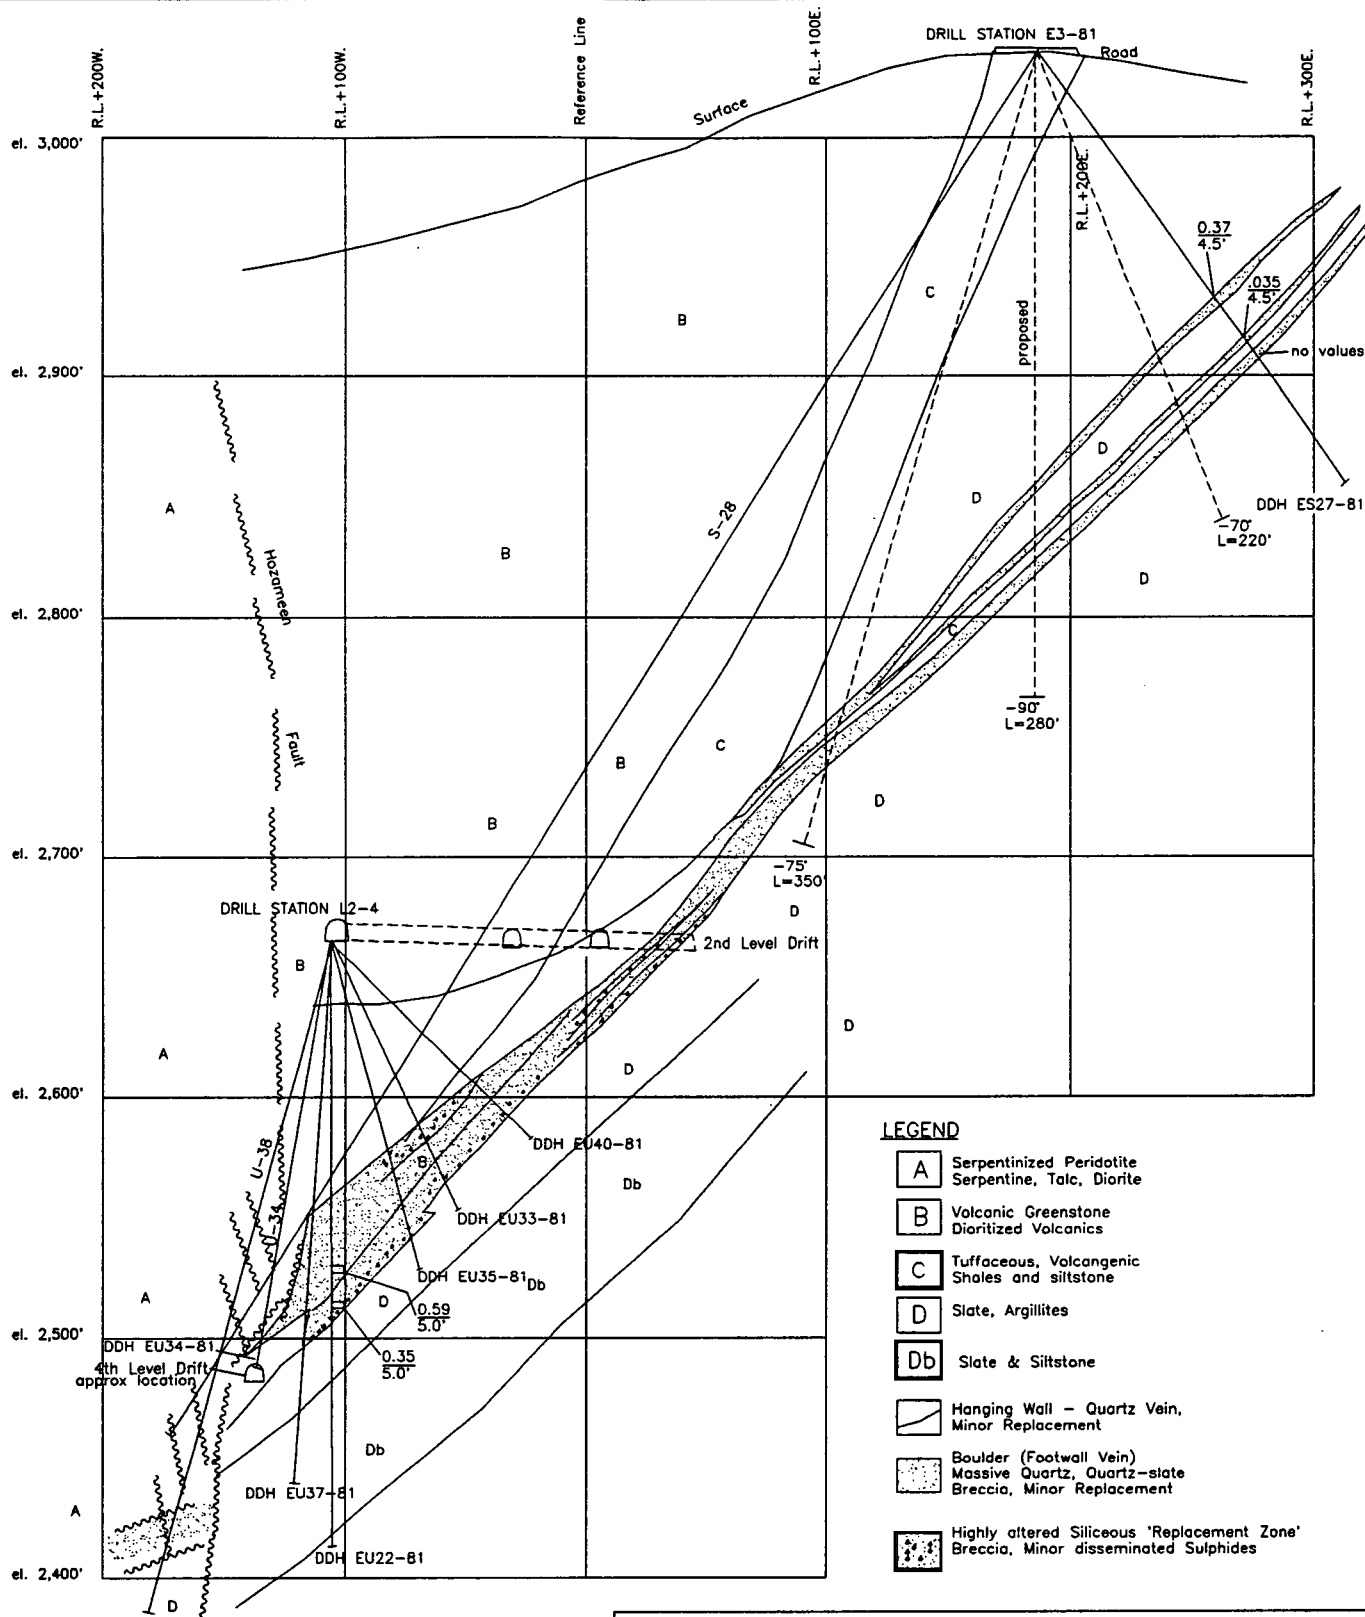 R.L.+200W.
R.L.+100W.
Reference Line
R.L.+100E.
DRILL STATION E3-81
Road
R.L.+300E.
Surface
el. 3,000'
R.L.+200E.
0.37
4.5'
C
B
.035
4.5'
proposed
no values
el. 2,900'
D
A
D
S-28
DDH ES27-81
-70°
L=220'
B
Hozameen
D
el. 2,800'
C
Fault
-90°
L=280'
C
B
D
B
el. 2,700'
-75°
L=350'
DRILL STATION L2-4
D
2nd Level Drift
B
D
A
D
el. 2,600'
DDH EU40-81
U-38
B
Db
U-34
DDH EU33-81
DDH EU35-81
Db
A
D
0.59
5.0'
el. 2,500'
DDH EU34-81
4th Level Drift
approx location
0.35
5.0'
Db
DDH EU37-81
A
DDH EU22-81
el. 2,400'
D
LEGEND
A Serpentinized Peridotite
Serpentine, Talc, Diorite
B Volcanic Greenstone
Dioritized Volcanics
C Tuffaceous, Volcangenic
Shales and siltstone
D Slate, Argillites
Db Slate & Siltstone
Hanging Wall - Quartz Vein,
Minor Replacement
Boulder (Footwall Vein)
Massive Quartz, Quartz-slate
Breccia, Minor Replacement
Highly altered Siliceous 'Replacement Zone'
Breccia, Minor disseminated Sulphides